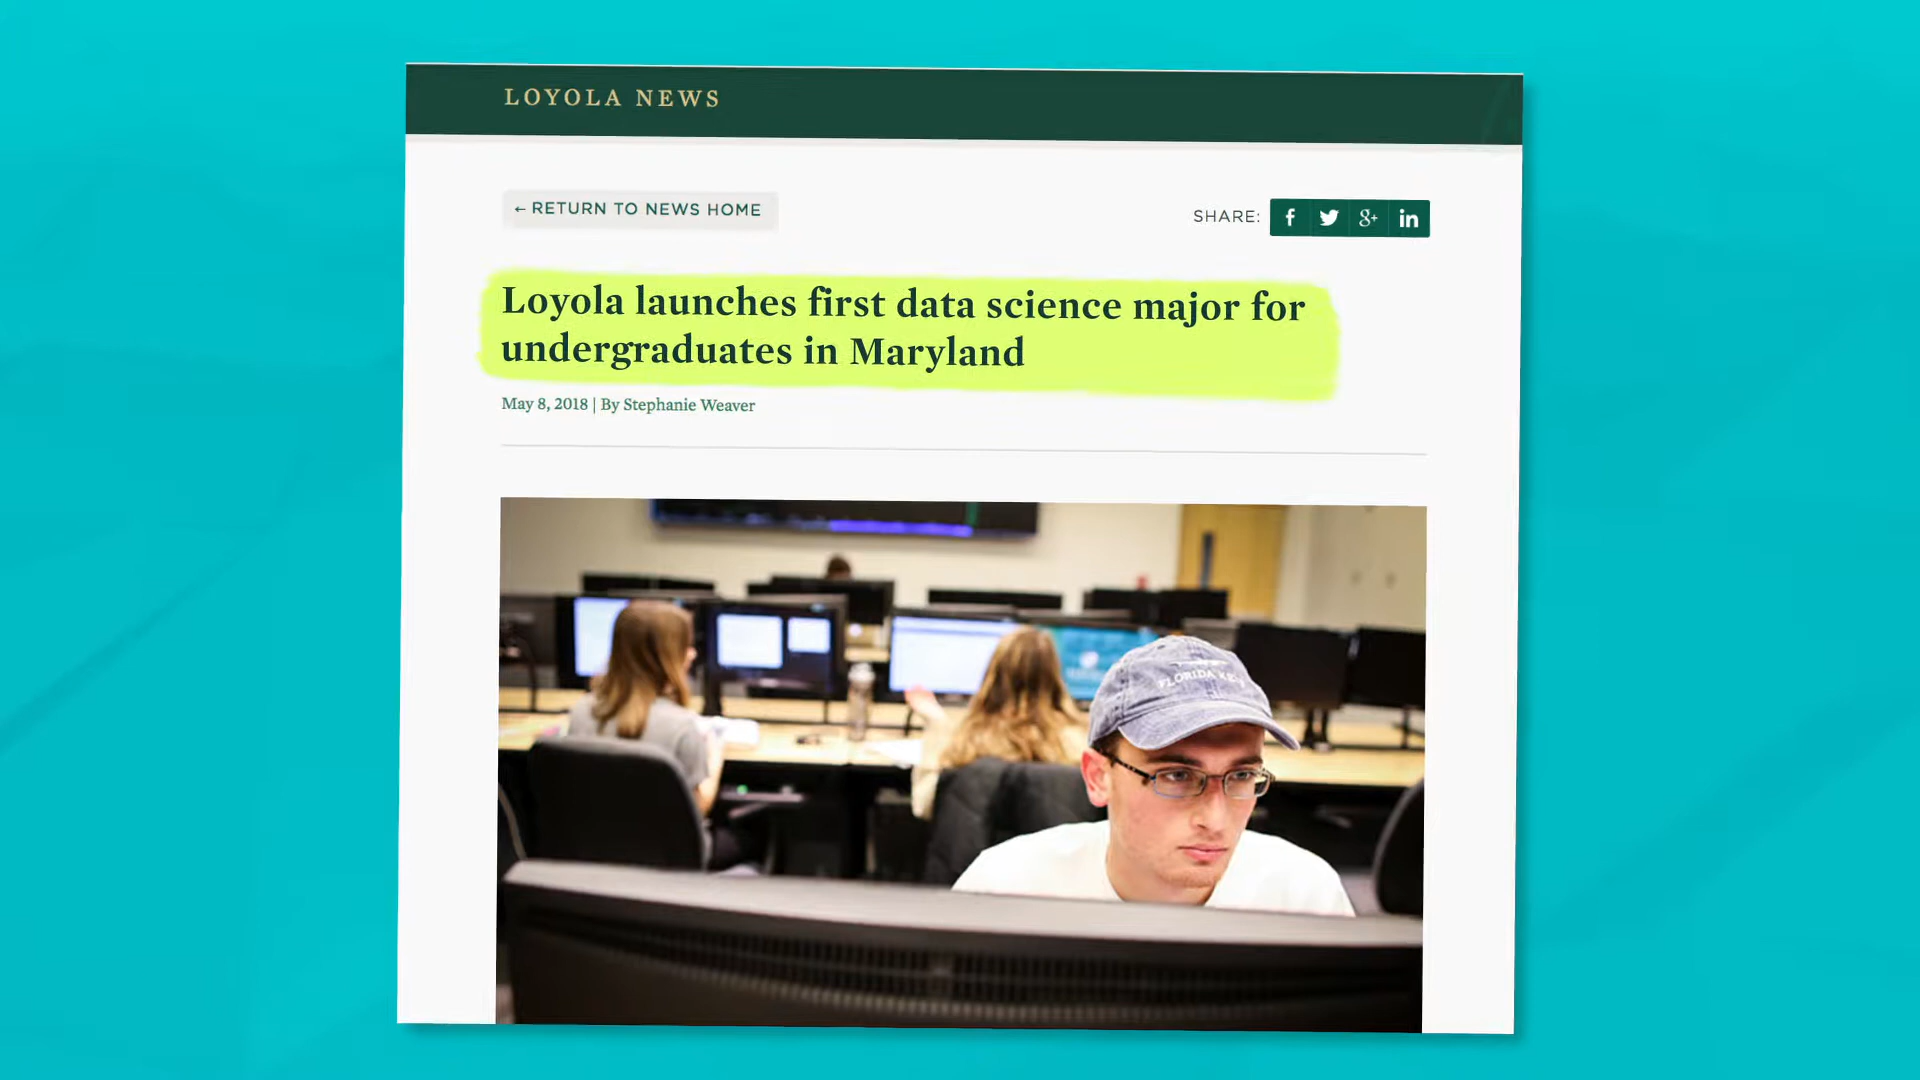 LOYOLA NEWS
← RETURN TO NEWS HOME
SHARE:
Loyola launches first data science major for
undergraduates in Maryland
May 8, 2018 | By Stephanie Weaver
FLORIDA